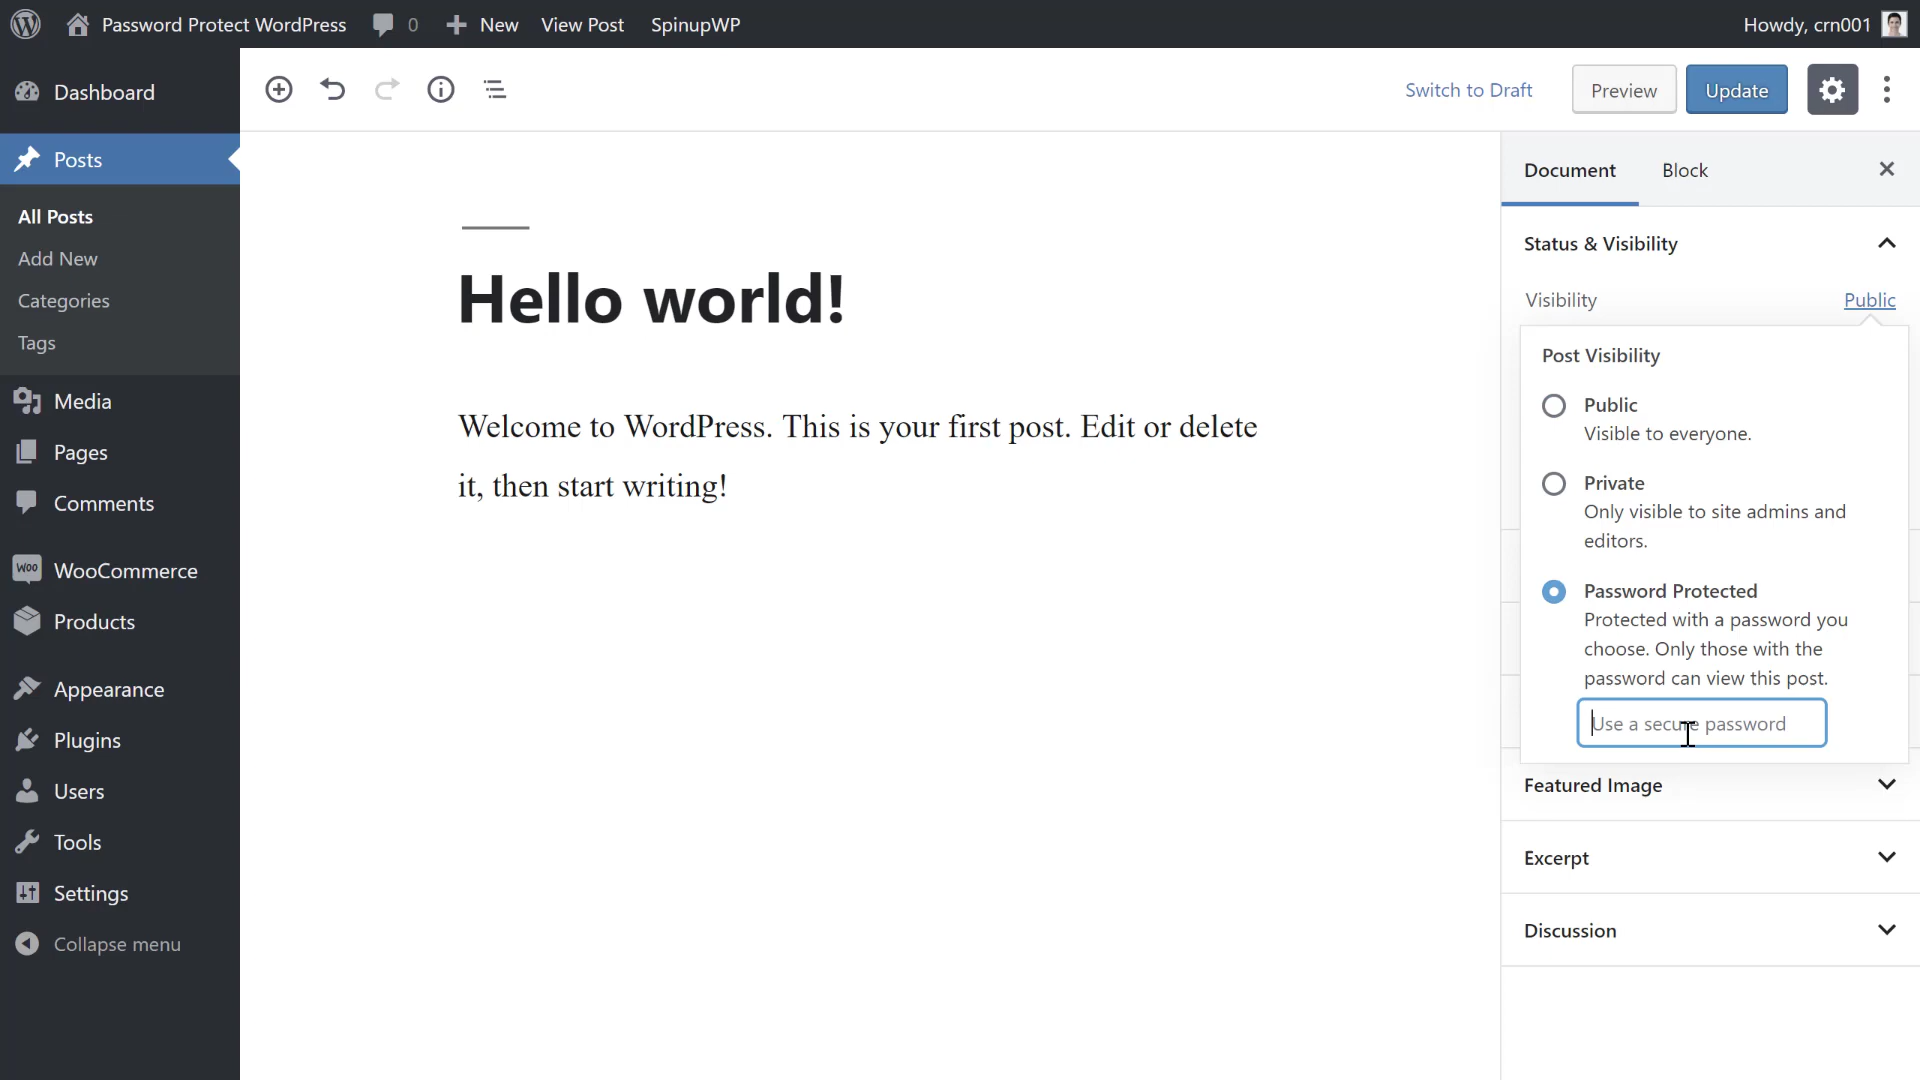 Password Protect WordPress
0
New
View Post
SpinupWP
Howdy, crn001
Dashboard
Posts
All Posts
Add New
Categories
Tags
Media
Pages
Comments
Woo
WooCommerce
Products
Appearance
Plugins
Users
Tools
Settings
Collapse menu
Switch to Draft
Preview
Update
Hello world!
Welcome to WordPress. This is your first post. Edit or delete
it, then start writing!
Document
Block
Status & Visibility
Visibility
Public
Post Visibility
Public
Visible to everyone.
Private
Only visible to site admins and
editors.
Password Protected
Protected with a password you
choose. Only those with the
password can view this post.
Use a secure password
Featured Image
Excerpt
Discussion